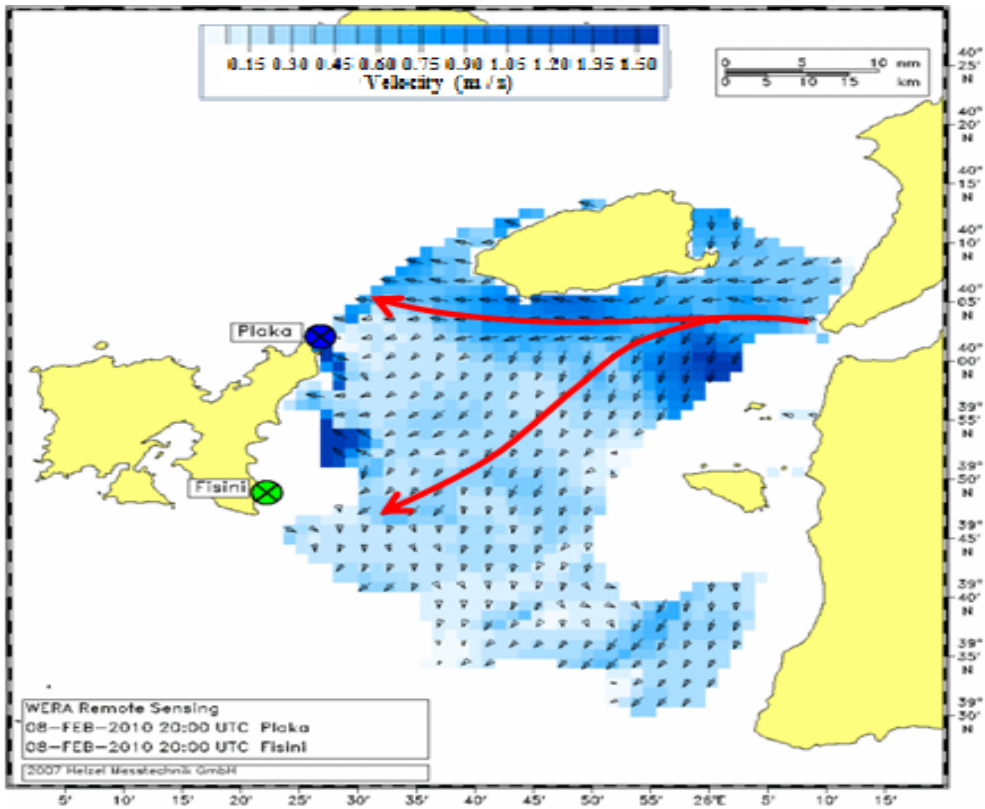 0.15 0.30 0.45 0.60 0.75 0.90 1.05 1.20 1.35 1.50
Velocity (m / s)
0 5 10 nm
0 5 10 15 km
40° 25' N
40° 20' N
40° 15' N
40° 10' N
40° 05' N
40° 00' N
39° 55' N
39° 50' N
39° 45' N
39° 40' N
39° 35' N
39° 30' N
Plaka
Fisini
WERA Remote Sensing
08-FEB-2010 20:00 UTC Plaka
08-FEB-2010 20:00 UTC Fisini
2007 Helzel Messtechnik GmbH
5' 10' 15' 20' 25' 30' 35' 40' 45' 50' 55' 26°E 5' 10' 15'